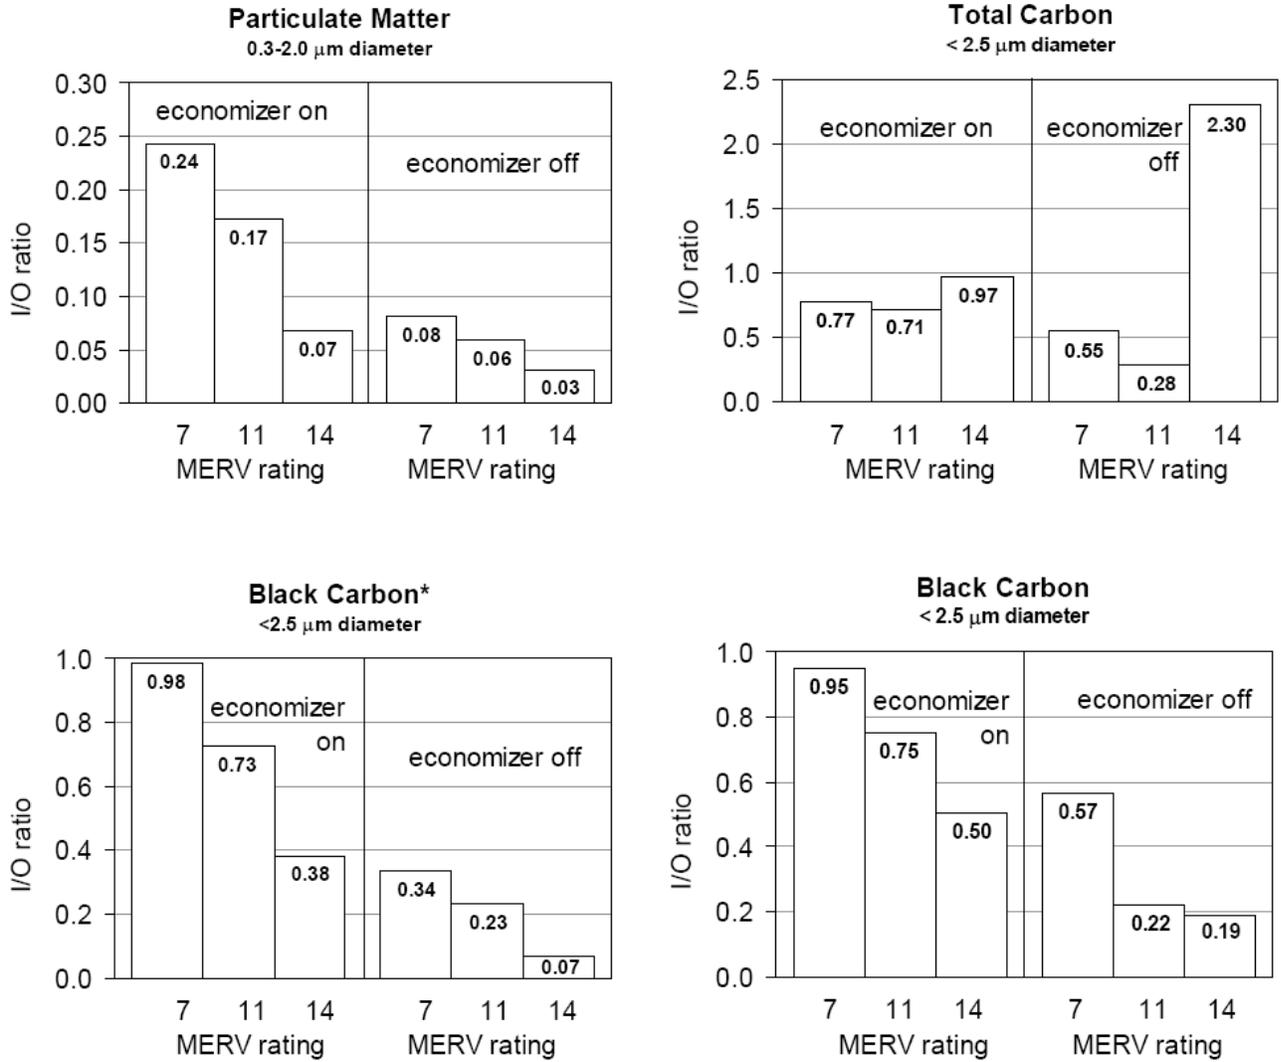 Particulate Matter
0.3-2.0 μm diameter
0.30
0.25
0.20
0.15
0.10
0.05
0.00
I/O ratio
economizer on
economizer off
0.24
0.17
0.07
0.08
0.06
0.03
7 11 14 7 11 14
MERV rating MERV rating
Total Carbon
< 2.5 μm diameter
2.5
2.0
1.5
1.0
0.5
0.0
I/O ratio
economizer on
economizer
off
0.77
0.71
0.97
0.55
0.28
2.30
7 11 14 7 11 14
MERV rating MERV rating
Black Carbon*
<2.5 μm diameter
1.0
0.8
0.6
0.4
0.2
0.0
I/O ratio
economizer
on
economizer off
0.98
0.73
0.38
0.34
0.23
0.07
7 11 14 7 11 14
MERV rating MERV rating
Black Carbon
< 2.5 μm diameter
1.0
0.8
0.6
0.4
0.2
0.0
I/O ratio
economizer
on
economizer off
0.95
0.75
0.50
0.57
0.22
0.19
7 11 14 7 11 14
MERV rating MERV rating